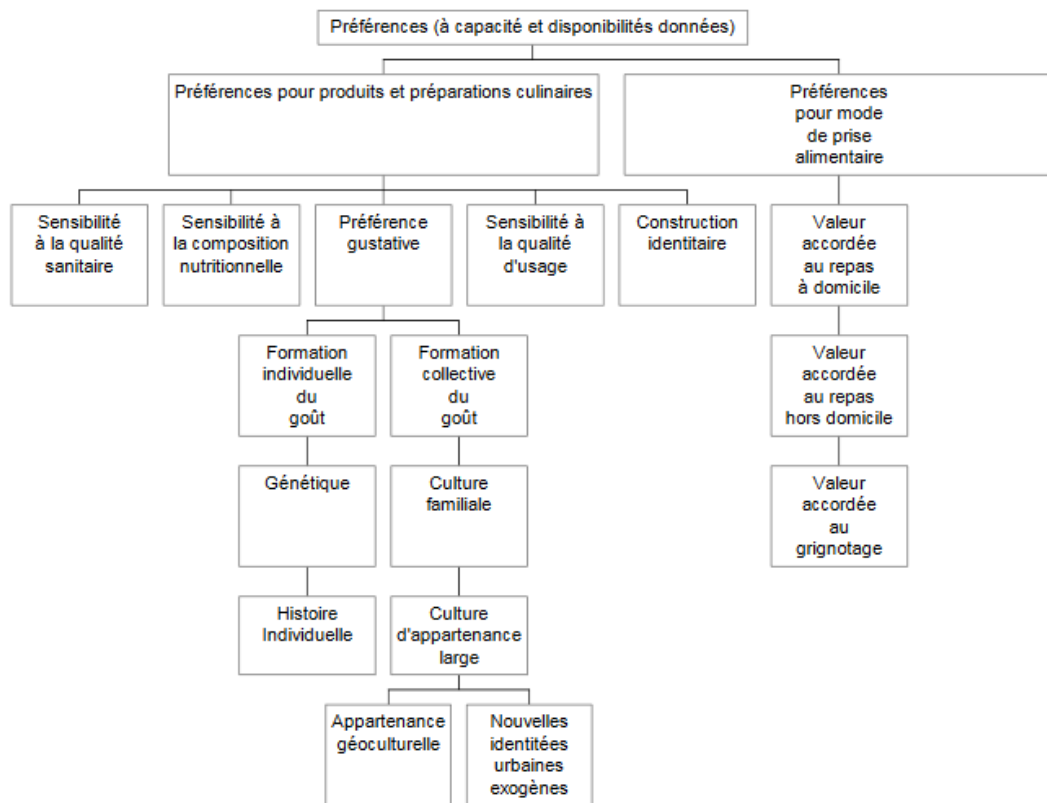 Préférences (à capacité et disponibilités données)
Préférences pour produits et préparations culinaires
Préférences
pour mode
de prise
alimentaire
Sensibilité
à la qualité
sanitaire
Sensibilité à
la composition
nutritionnelle
Préférence
gustative
Sensibilité à
la qualité
d'usage
Construction
identitaire
Valeur
accordée
au repas
à domicile
Formation
individuelle
du
goût
Formation
collective
du
goût
Valeur
accordée
au repas
hors domicile
Génétique
Culture
familiale
Valeur
accordée
au
grignotage
Histoire
Individuelle
Culture
d'appartenance
large
Appartenance
géoculturelle
Nouvelles
identitées
urbaines
exogènes